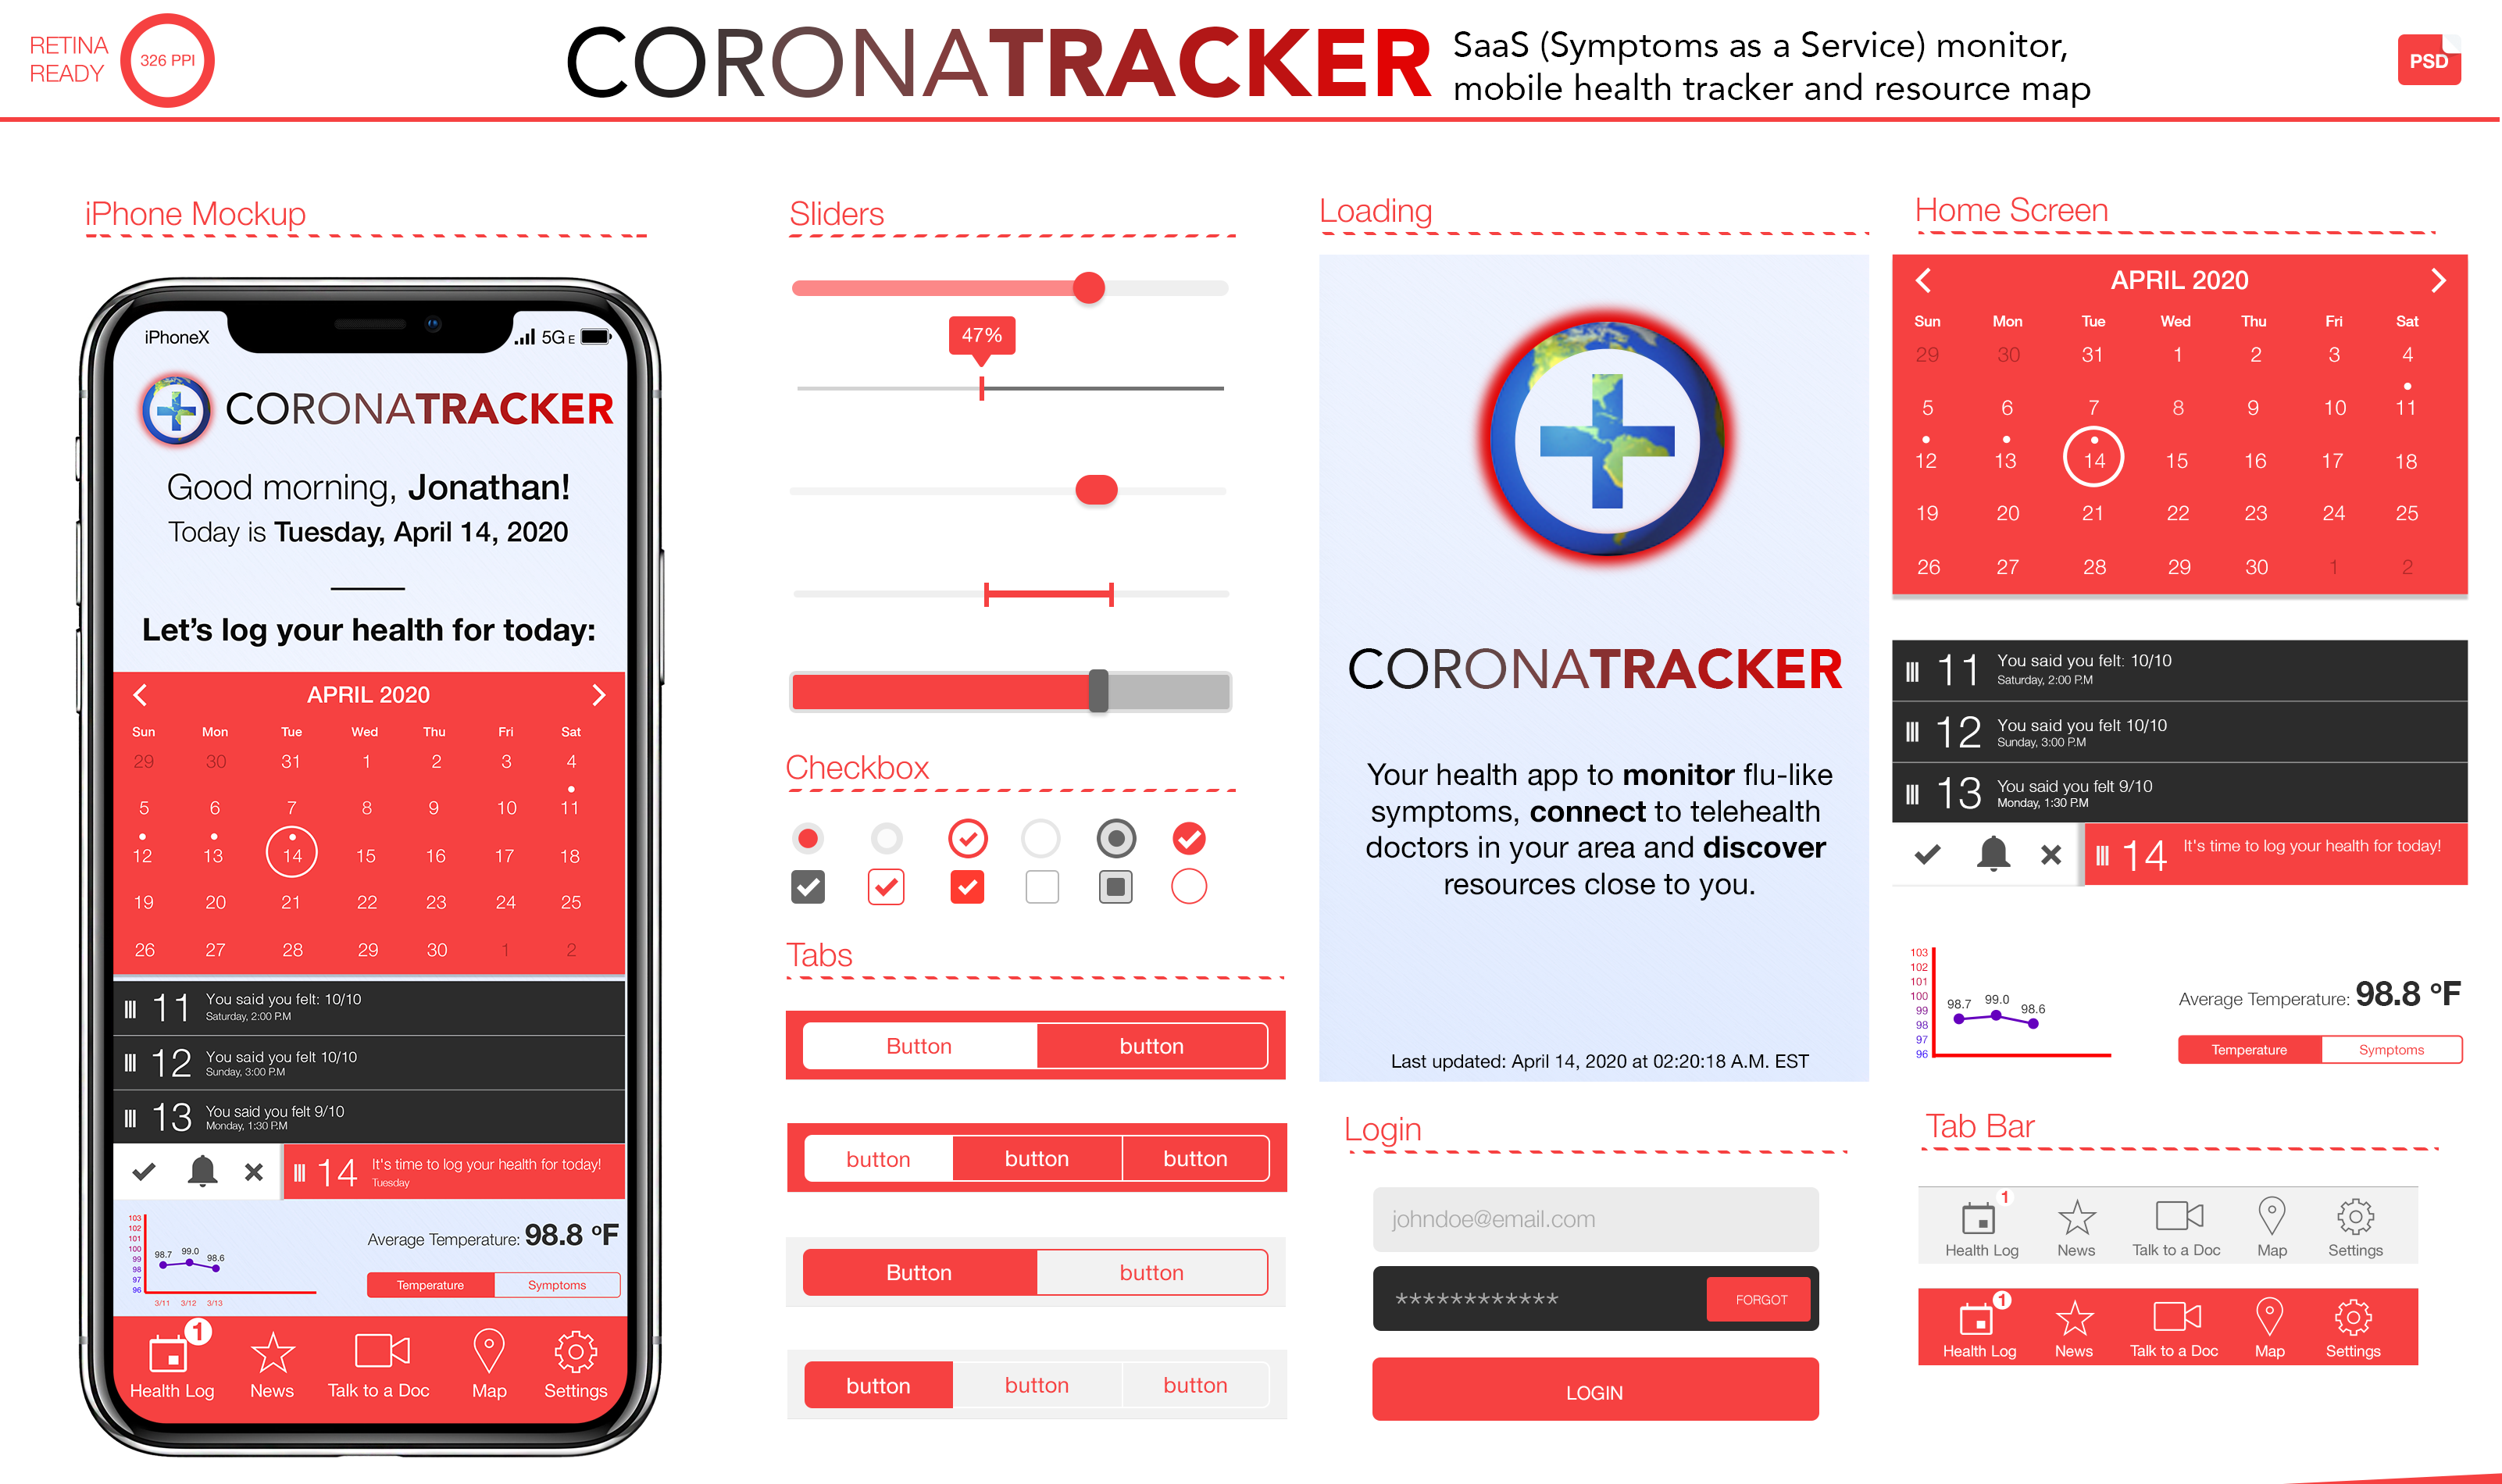 RETINA
READY
326 PPI
CORONATRACKER
SaaS (Symptoms as a Service) monitor,
mobile health tracker and resource map
PSD
iPhone Mockup
iPhoneX
5G E
CORONATRACKER
Good morning, Jonathan!
Today is Tuesday, April 14, 2020
Let’s log your health for today:
APRIL 2020
Sun Mon Tue Wed Thu Fri Sat
29 30 31 1 2 3 4
5 6 7 8 9 10 11
12 13 14 15 16 17 18
19 20 21 22 23 24 25
26 27 28 29 30 1 2
11 You said you felt: 10/10
Saturday, 2:00 P.M
12 You said you felt 10/10
Sunday, 3:00 P.M
13 You said you felt 9/10
Monday, 1:30 P.M
14 It's time to log your health for today!
Tuesday
103
102
101
100
99
98
97
96
98.7 99.0 98.6
3/11 3/12 3/13
Average Temperature: 98.8 ºF
Temperature Symptoms
1
Health Log News Talk to a Doc Map Settings
Sliders
47%
Checkbox
Tabs
Button button
button button button
Button button
button button button
Loading
CORONATRACKER
Your health app to monitor flu-like
symptoms, connect to telehealth
doctors in your area and discover
resources close to you.
Last updated: April 14, 2020 at 02:20:18 A.M. EST
Login
johndoe@email.com
************
FORGOT
LOGIN
Home Screen
APRIL 2020
Sun Mon Tue Wed Thu Fri Sat
29 30 31 1 2 3 4
5 6 7 8 9 10 11
12 13 14 15 16 17 18
19 20 21 22 23 24 25
26 27 28 29 30 1 2
11 You said you felt: 10/10
Saturday, 2:00 P.M
12 You said you felt 10/10
Sunday, 3:00 P.M
13 You said you felt 9/10
Monday, 1:30 P.M
14 It's time to log your health for today!
103
102
101
100
99
98
97
96
98.7 99.0 98.6
Average Temperature: 98.8 ºF
Temperature Symptoms
Tab Bar
1
Health Log News Talk to a Doc Map Settings
1
Health Log News Talk to a Doc Map Settings